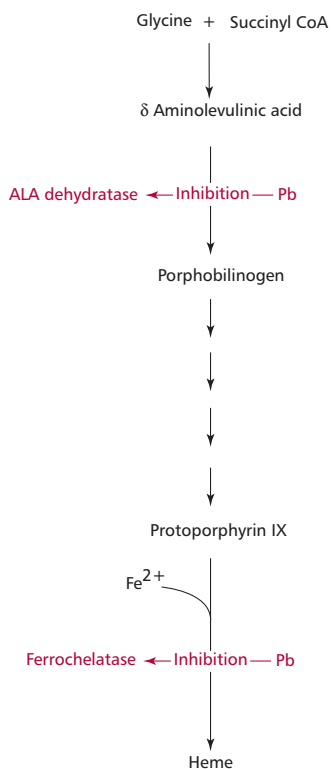 Glycine + Succinyl CoA
δ Aminolevulinic acid
ALA dehydratase Inhibition Pb
Porphobilinogen
Protoporphyrin IX
Fe2+
Ferrochelatase Inhibition Pb
Heme